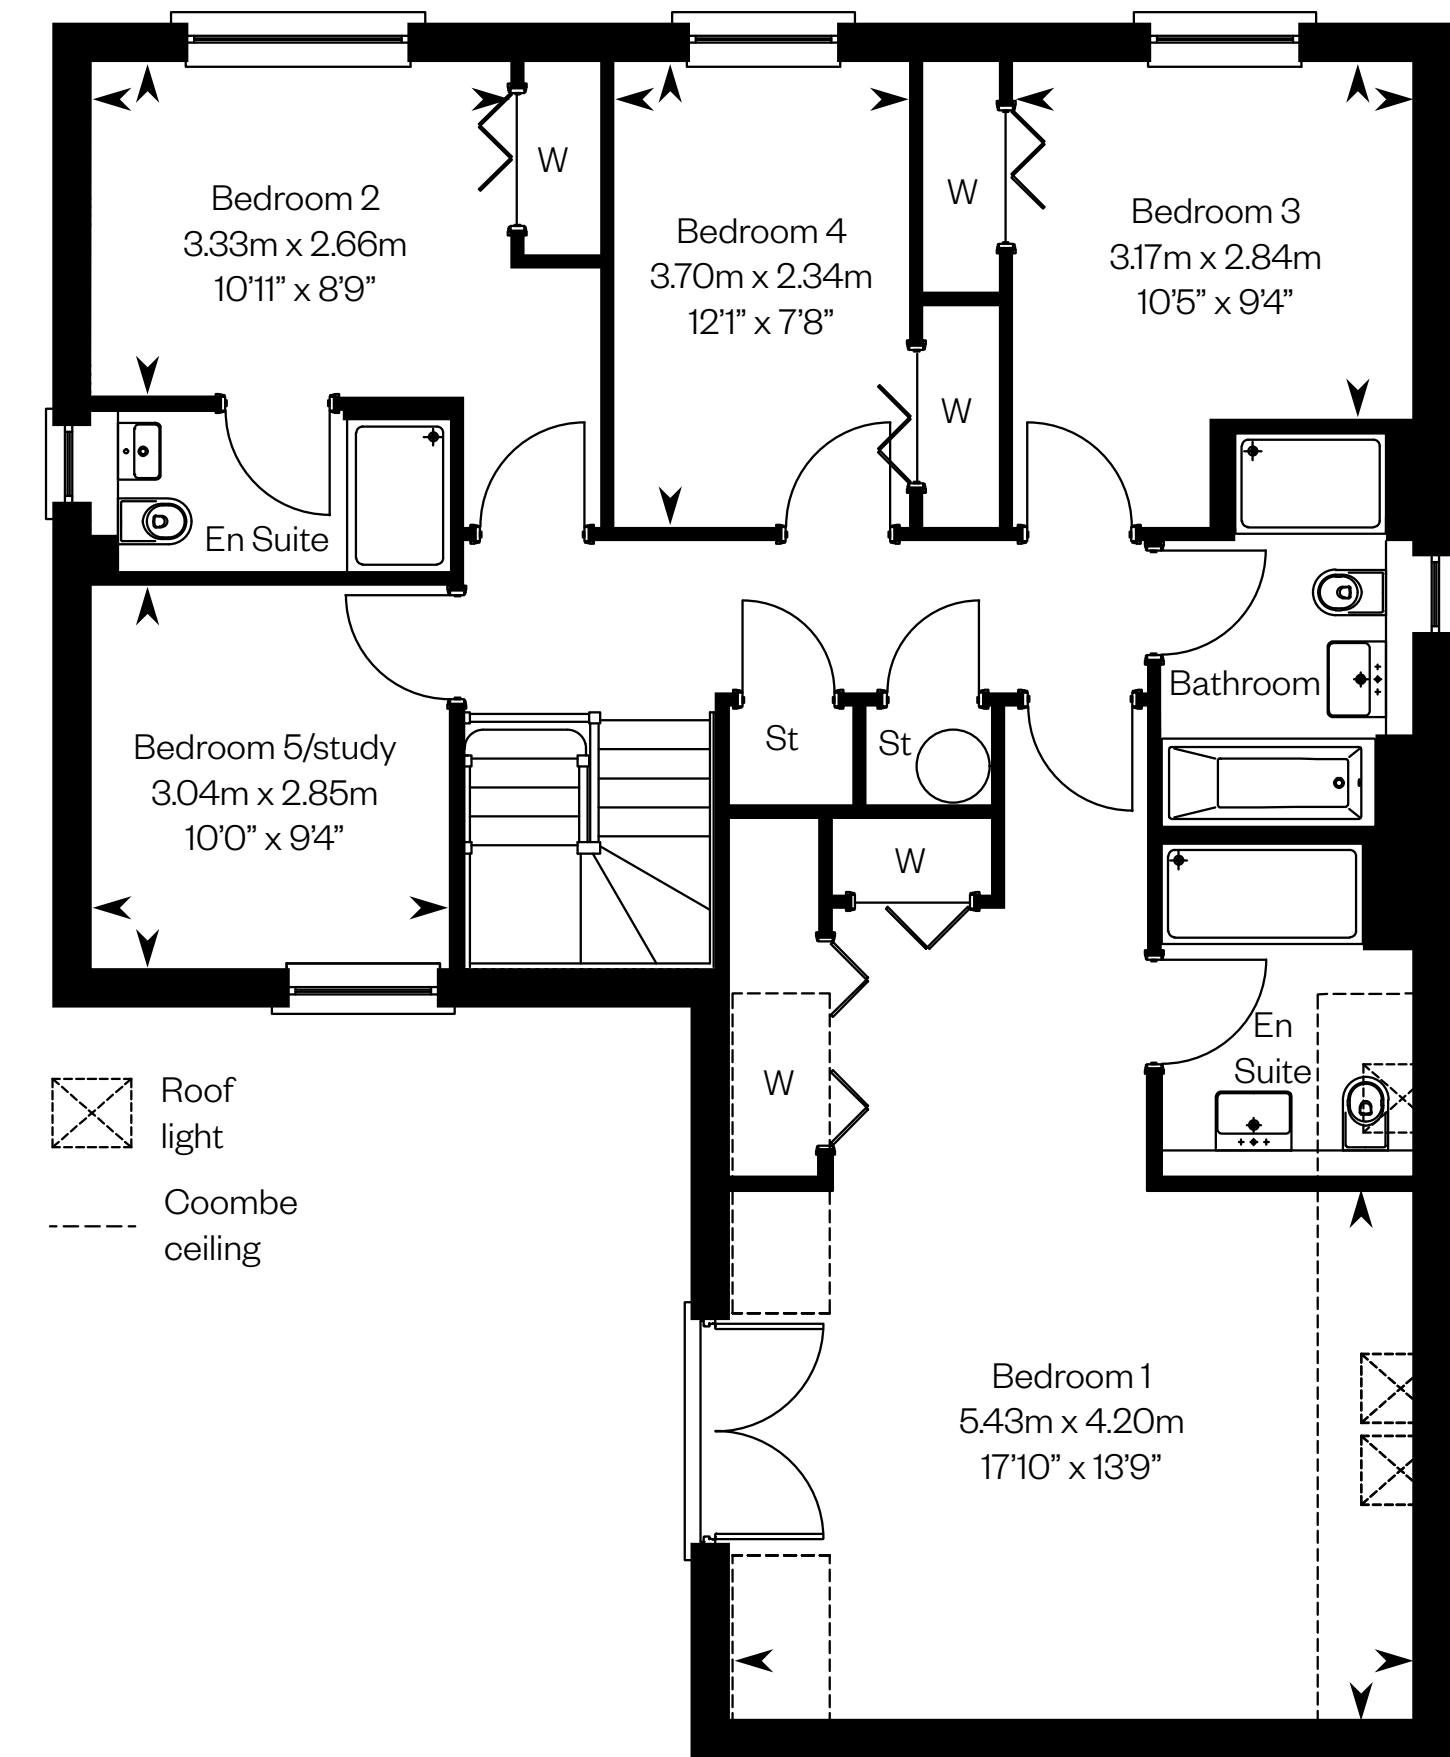 Bedroom 2
3.33m x 2.66m
10’11” x 8’9”
W
Bedroom 4
3.70m x 2.34m
12’1” x 7’8”
W
W
Bedroom 3
3.17m x 2.84m
10’5” x 9’4”
En Suite
Bedroom 5/study
3.04m x 2.85m
10’0” x 9’4”
St
St
Bathroom
W
W
En
Suite
Roof
light
Coombe
ceiling
Bedroom 1
5.43m x 4.20m
17’10” x 13’9”